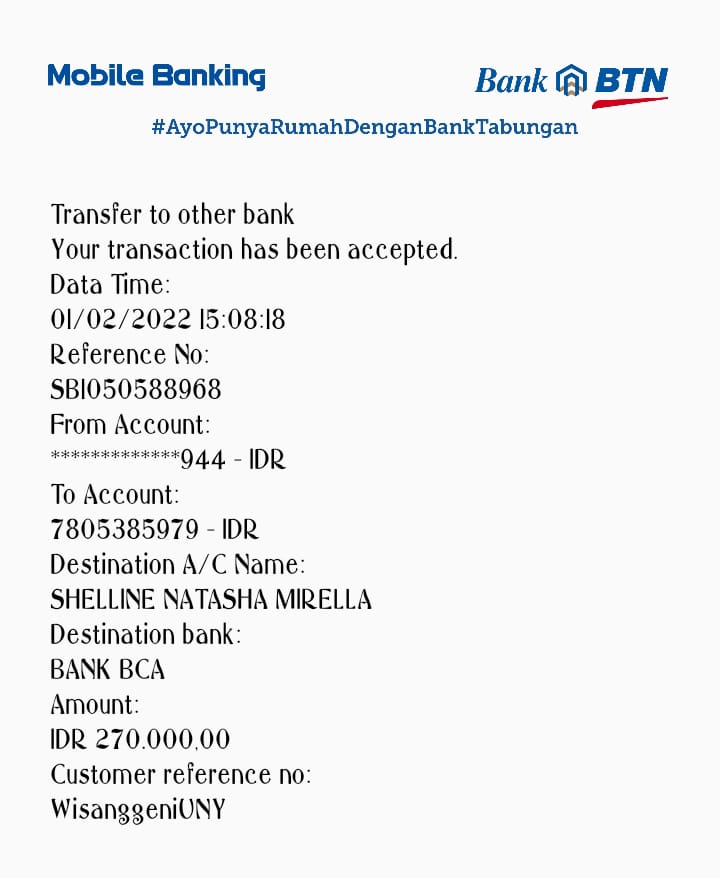 Mobile Banking
Bank BTN
#AyoPunyaRumahDenganBankTabungan
Transfer to other bank
Your transaction has been accepted.
Data Time:
01/02/2022 15:08:18
Reference No:
SBI050588968
From Account:
*************944 - IDR
To Account:
7805385979 - IDR
Destination A/C Name:
SHELLINE NATASHA MIRELLA
Destination bank:
BANK BCA
Amount:
IDR 270.000,00
Customer reference no:
WisanggeniUNY